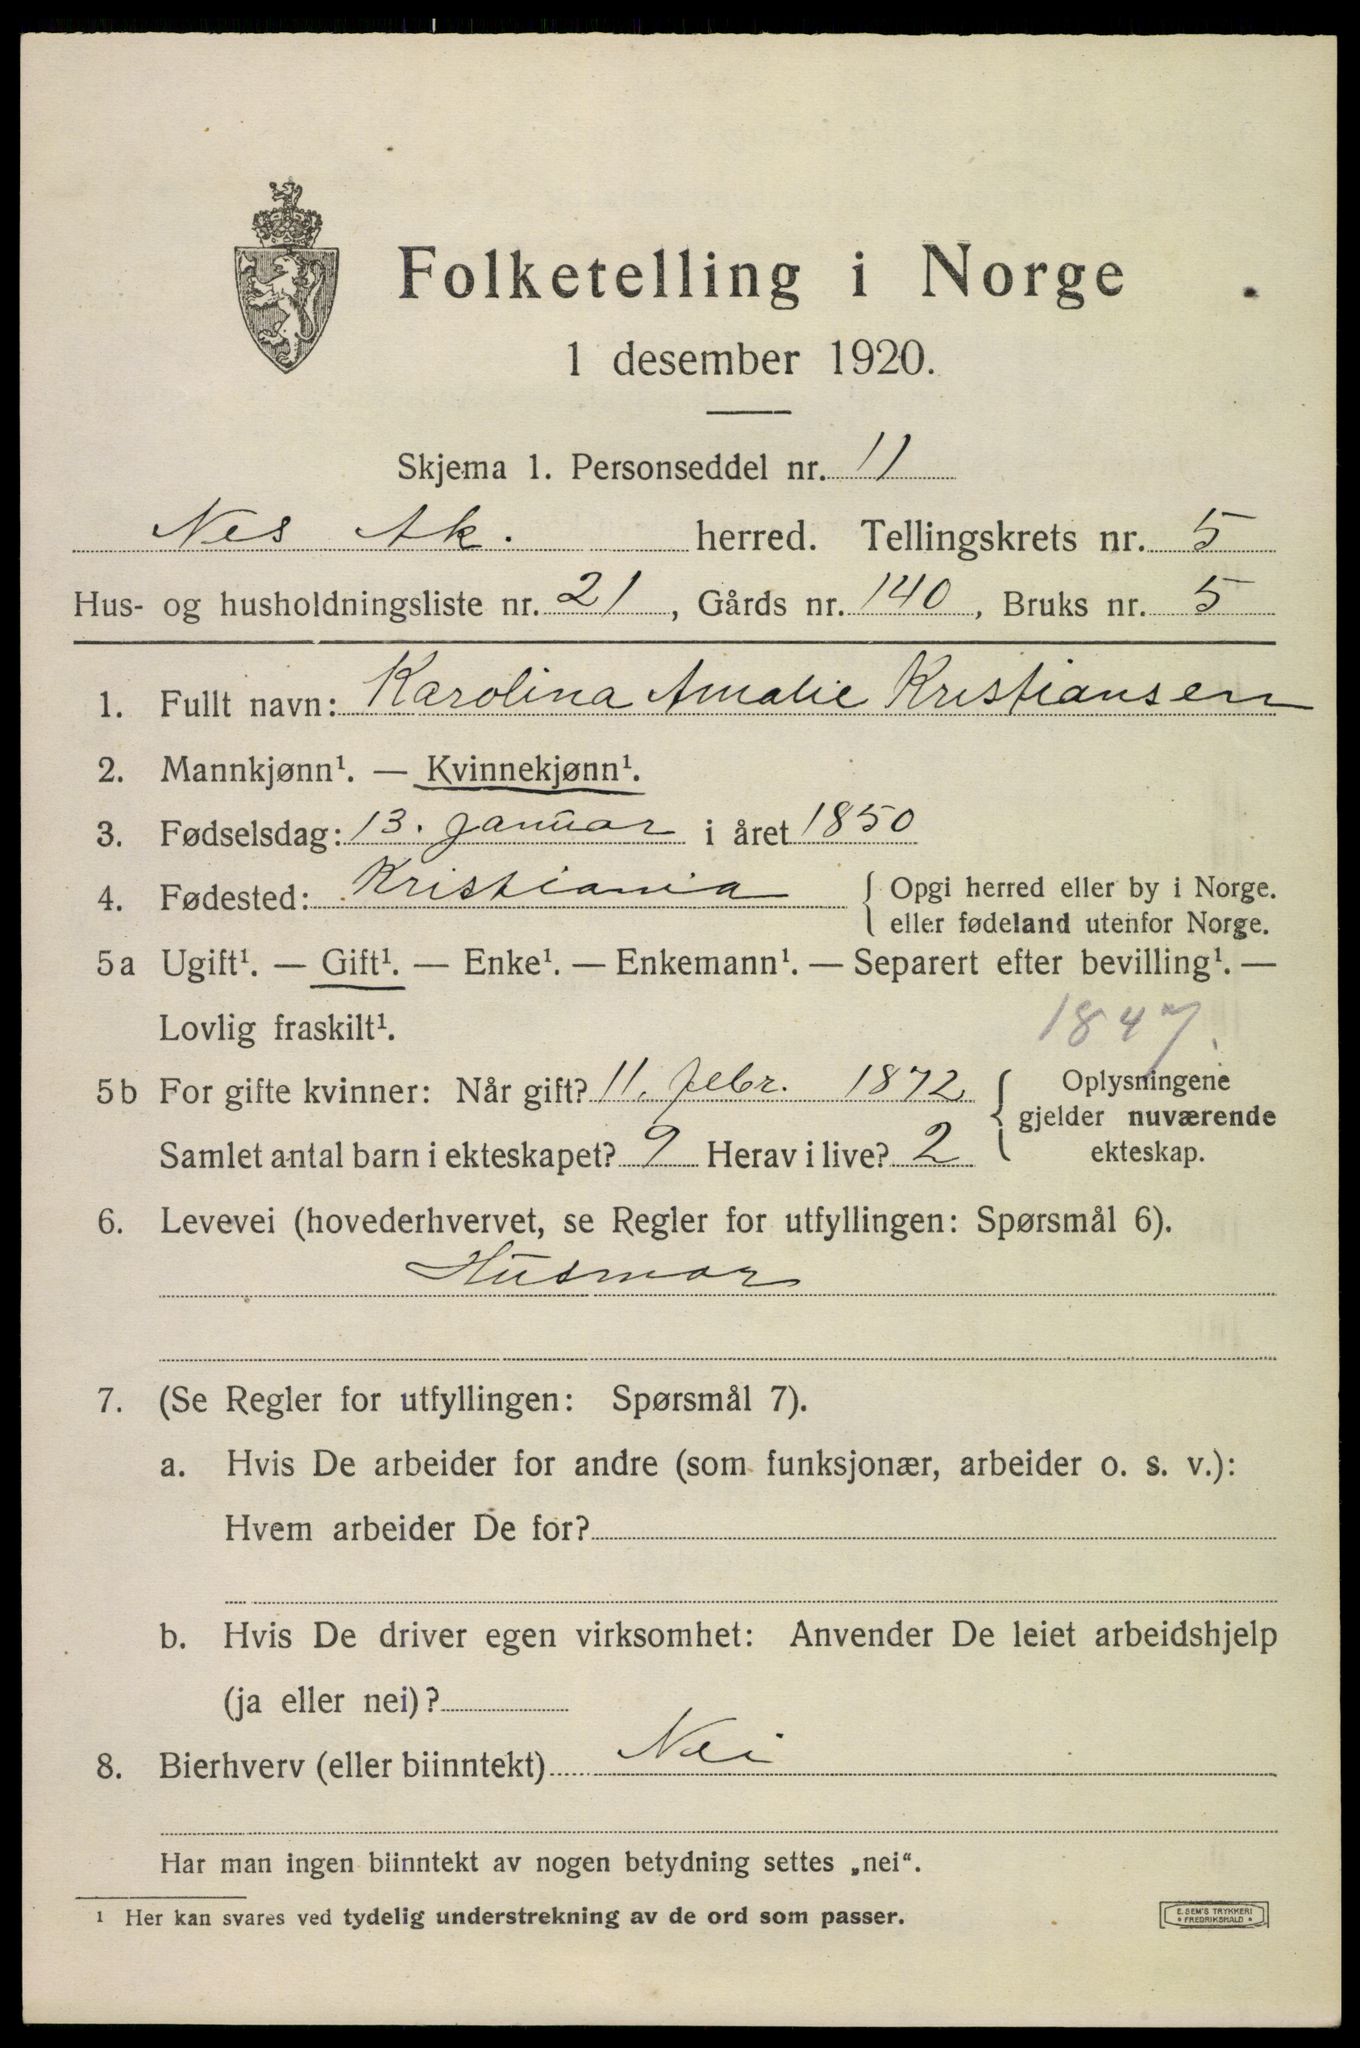 Folketelling i Norge
1 desember 1920.
Skjema 1. Personseddel nr. 11
Nes Ak. herred. Tellingskrets nr. 5
Hus- og husholdningsliste nr. 21, Gårds nr. 140, Bruks nr. 5
1. Fullt navn: Karolina Amalie Kristiansen
2. Mannkjønn¹. — Kvinnekjønn¹.
3. Fødselsdag: 13. januar i året 1850
4. Fødested: Kristiania { Opgi herred eller by i Norge.
eller fødeland utenfor Norge.
5a Ugift¹. — Gift¹. — Enke¹. — Enkemann¹. — Separert efter bevilling¹. —
Lovlig fraskilt¹.
1847.
5b For gifte kvinner: Når gift? 11. febr. 1872 { Oplysningene
gjelder nuværende
Samlet antal barn i ekteskapet? 9 Herav i live? 2 ekteskap.
6. Levevei (hovederhvervet, se Regler for utfyllingen: Spørsmål 6).
Husmor
7. (Se Regler for utfyllingen: Spørsmål 7).
a. Hvis De arbeider for andre (som funksjonær, arbeider o. s. v.):
Hvem arbeider De for?
b. Hvis De driver egen virksomhet: Anvender De leiet arbeidshjelp
(ja eller nei)?
8. Bierhverv (eller biinntekt) Nei
Har man ingen biinntekt av nogen betydning settes „nei“.
¹ Her kan svares ved tydelig understrekning av de ord som passer.
E. SEM'S TRYKKERI
* FREDRIKSHALD *